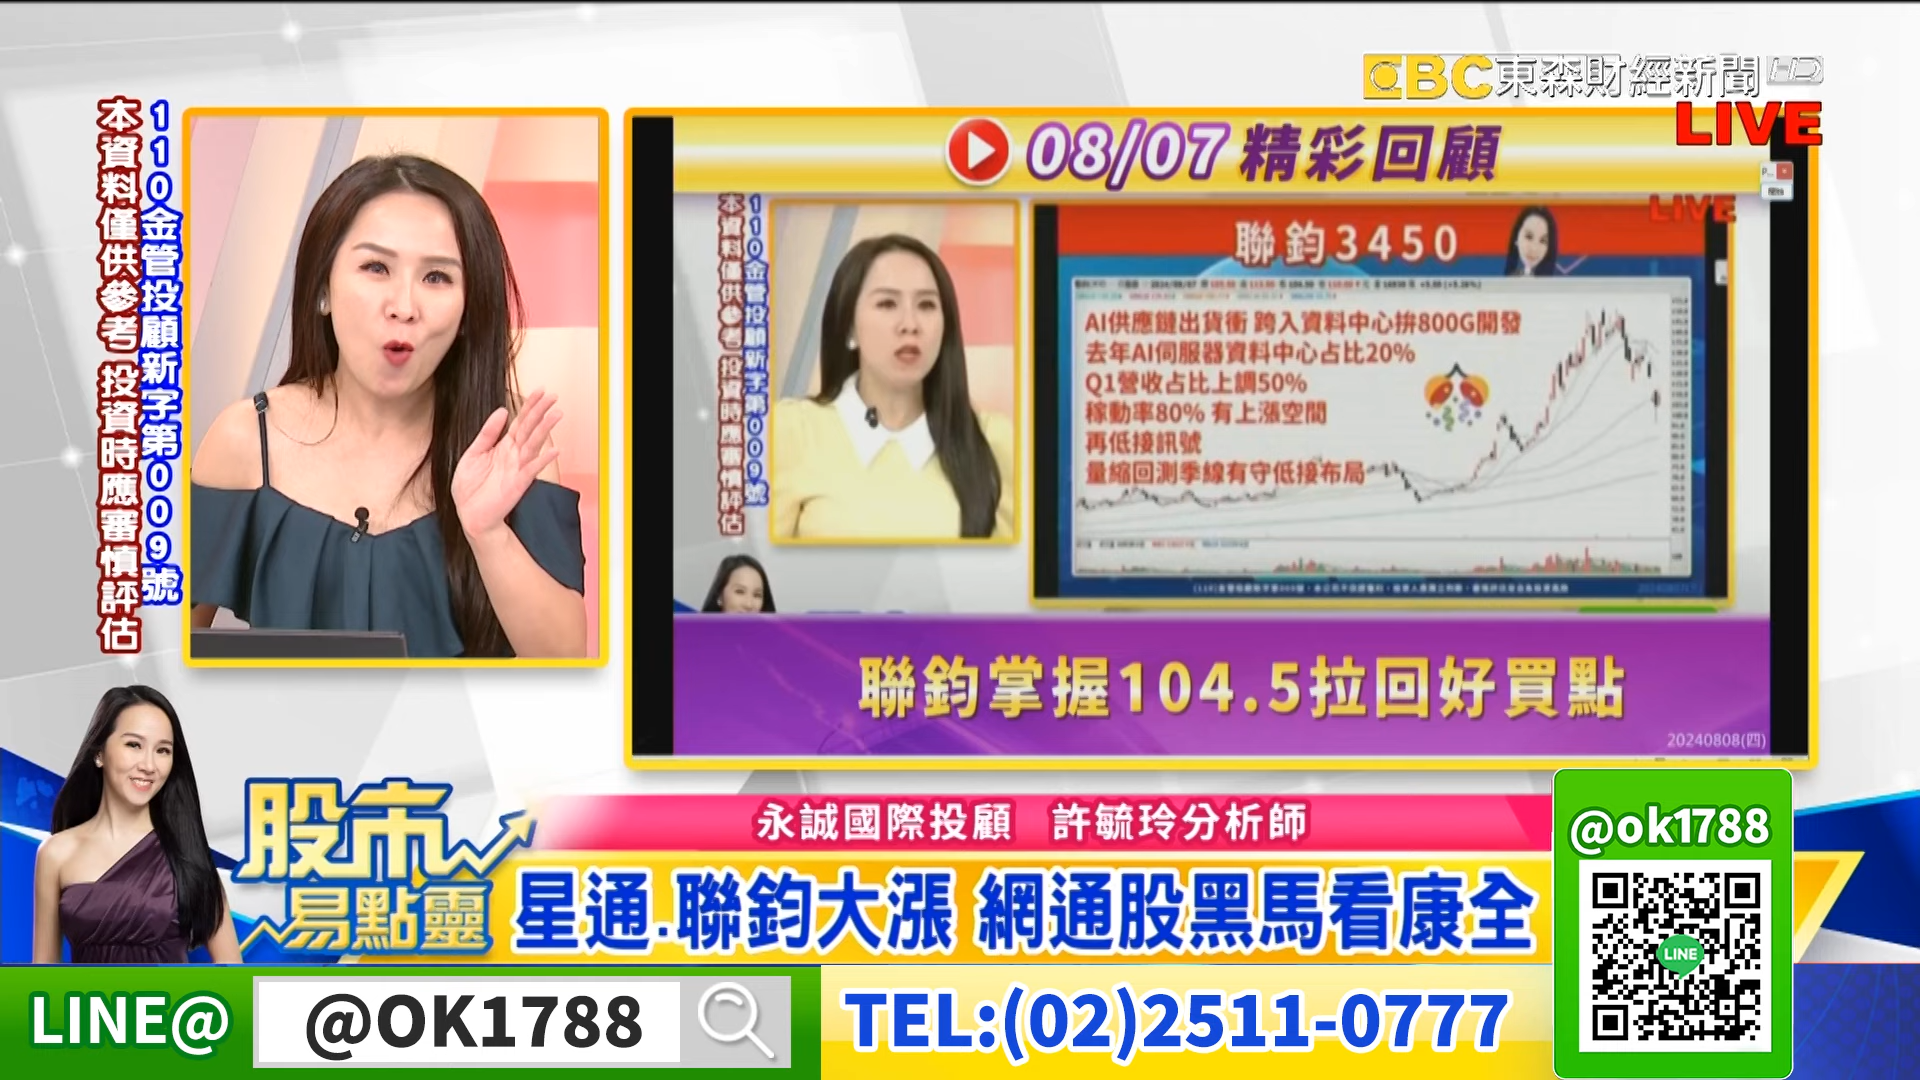 EBC東森財經新聞HD
LIVE
110金管投顧新字第009號
本資料僅供參考 投資時應審慎評估
08/07 精彩回顧
LIVE
110金管投顧新字第009號
本資料僅供參考 投資時應審慎評估
聯鈞3450
AI供應鏈出貨衝 跨入資料中心拚800G開發
去年AI伺服器資料中心占比20%
Q1營收占比上調50%
稼動率80% 有上漲空間
再低接訊號
量縮回測季線有守低接布局
聯鈞掌握104.5拉回好買點
20240808(四)
股市易點靈
永誠國際投顧 許毓玲分析師
星通.聯鈞大漲 網通股黑馬看康全
@ok1788
LINE
LINE@
@OK1788
TEL:(02)2511-0777